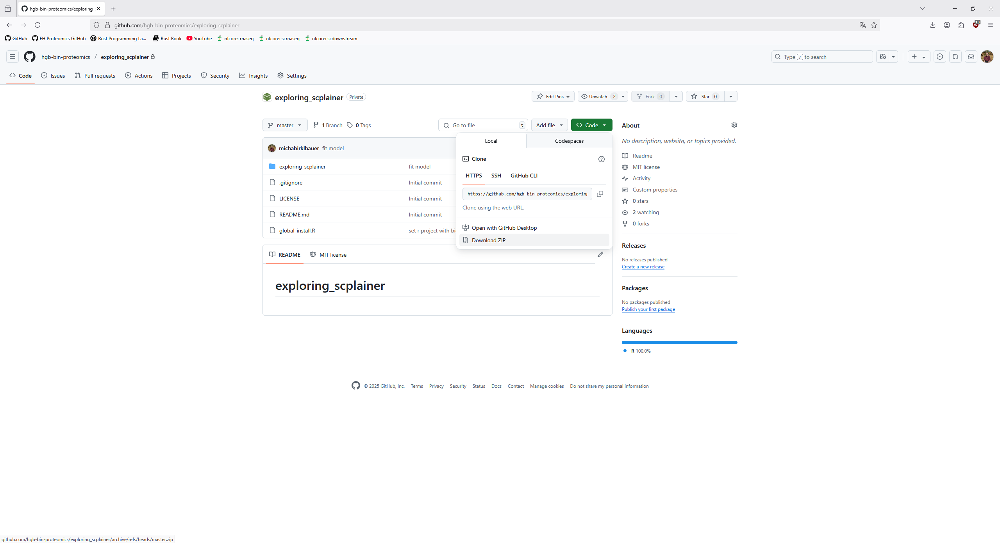 hgb-bin-proteomics/exploring_
github.com/hgb-bin-proteomics/exploring_scplainer
13
GitHub FH Proteomics GitHub Rust Programming La... Rust Book YouTube nfcore: rnaseq nfcore: scrnaseq nfcore: scdownstream
hgb-bin-proteomics / exploring_scplainer
Type / to search
Code Issues Pull requests Actions Projects Security Insights Settings
exploring_scplainer Private
Edit Pins Unwatch 2 Fork 0 Star 0
master 1 Branch 0 Tags Go to file t Add file Code
Local Codespaces
michabirklbauer fit model
Clone
exploring_scplainer fit model
HTTPS SSH GitHub CLI
.gitignore Initial commit
https://github.com/hgb-bin-proteomics/exploring
LICENSE Initial commit
Clone using the web URL.
README.md Initial commit
Open with GitHub Desktop
global_install.R set r project with bio
Download ZIP
README MIT license
exploring_scplainer
About
No description, website, or topics provided.
Readme
MIT license
Activity
Custom properties
0 stars
2 watching
0 forks
Releases
No releases published
Create a new release
Packages
No packages published
Publish your first package
Languages
R 100.0%
© 2025 GitHub, Inc. Terms Privacy Security Status Docs Contact Manage cookies Do not share my personal information
github.com/hgb-bin-proteomics/exploring_scplainer/archive/refs/heads/master.zip